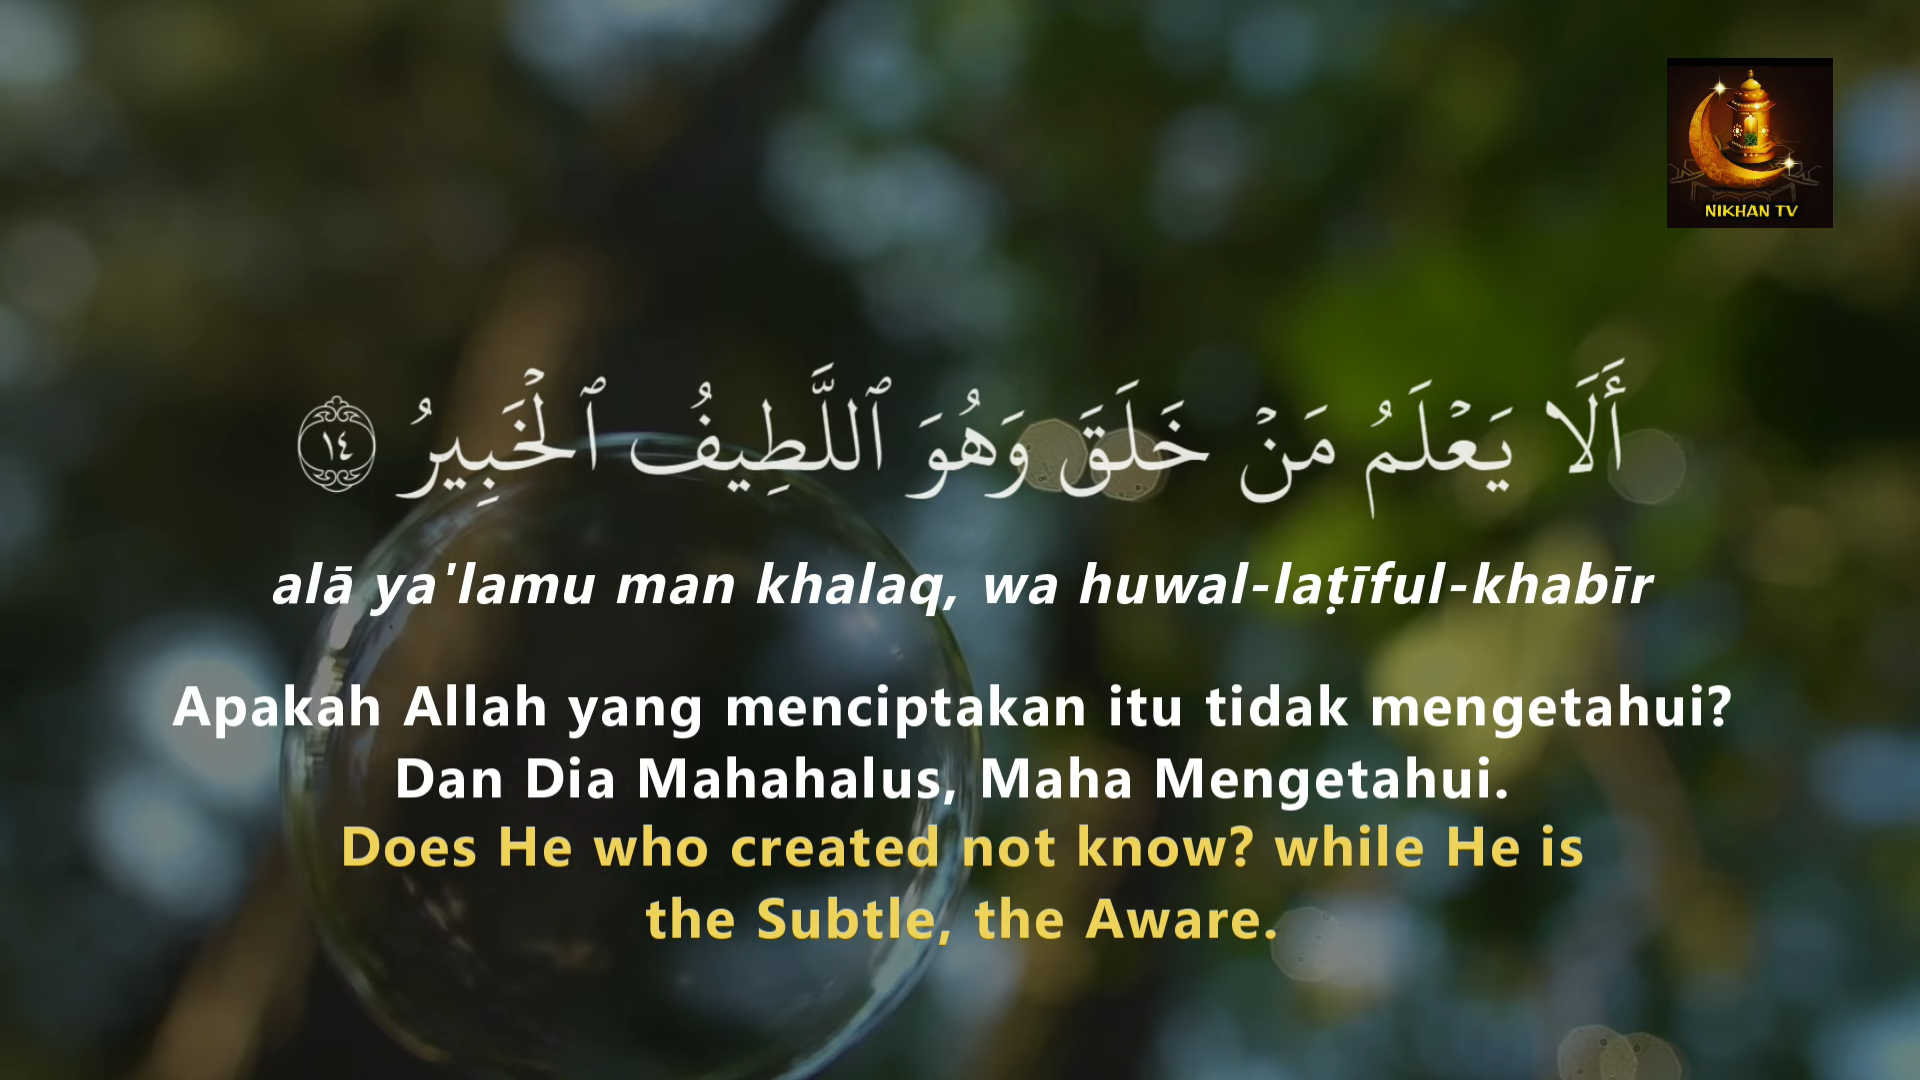 NIKHAN TV
أَلَا يَعْلَمُ مَنْ خَلَقَ وَهُوَ ٱللَّطِيفُ ٱلْخَبِيرُ ١٤
alā ya'lamu man khalaq, wa huwal-laṭīful-khabīr
Apakah Allah yang menciptakan itu tidak mengetahui?
Dan Dia Mahahalus, Maha Mengetahui.
Does He who created not know? while He is
the Subtle, the Aware.